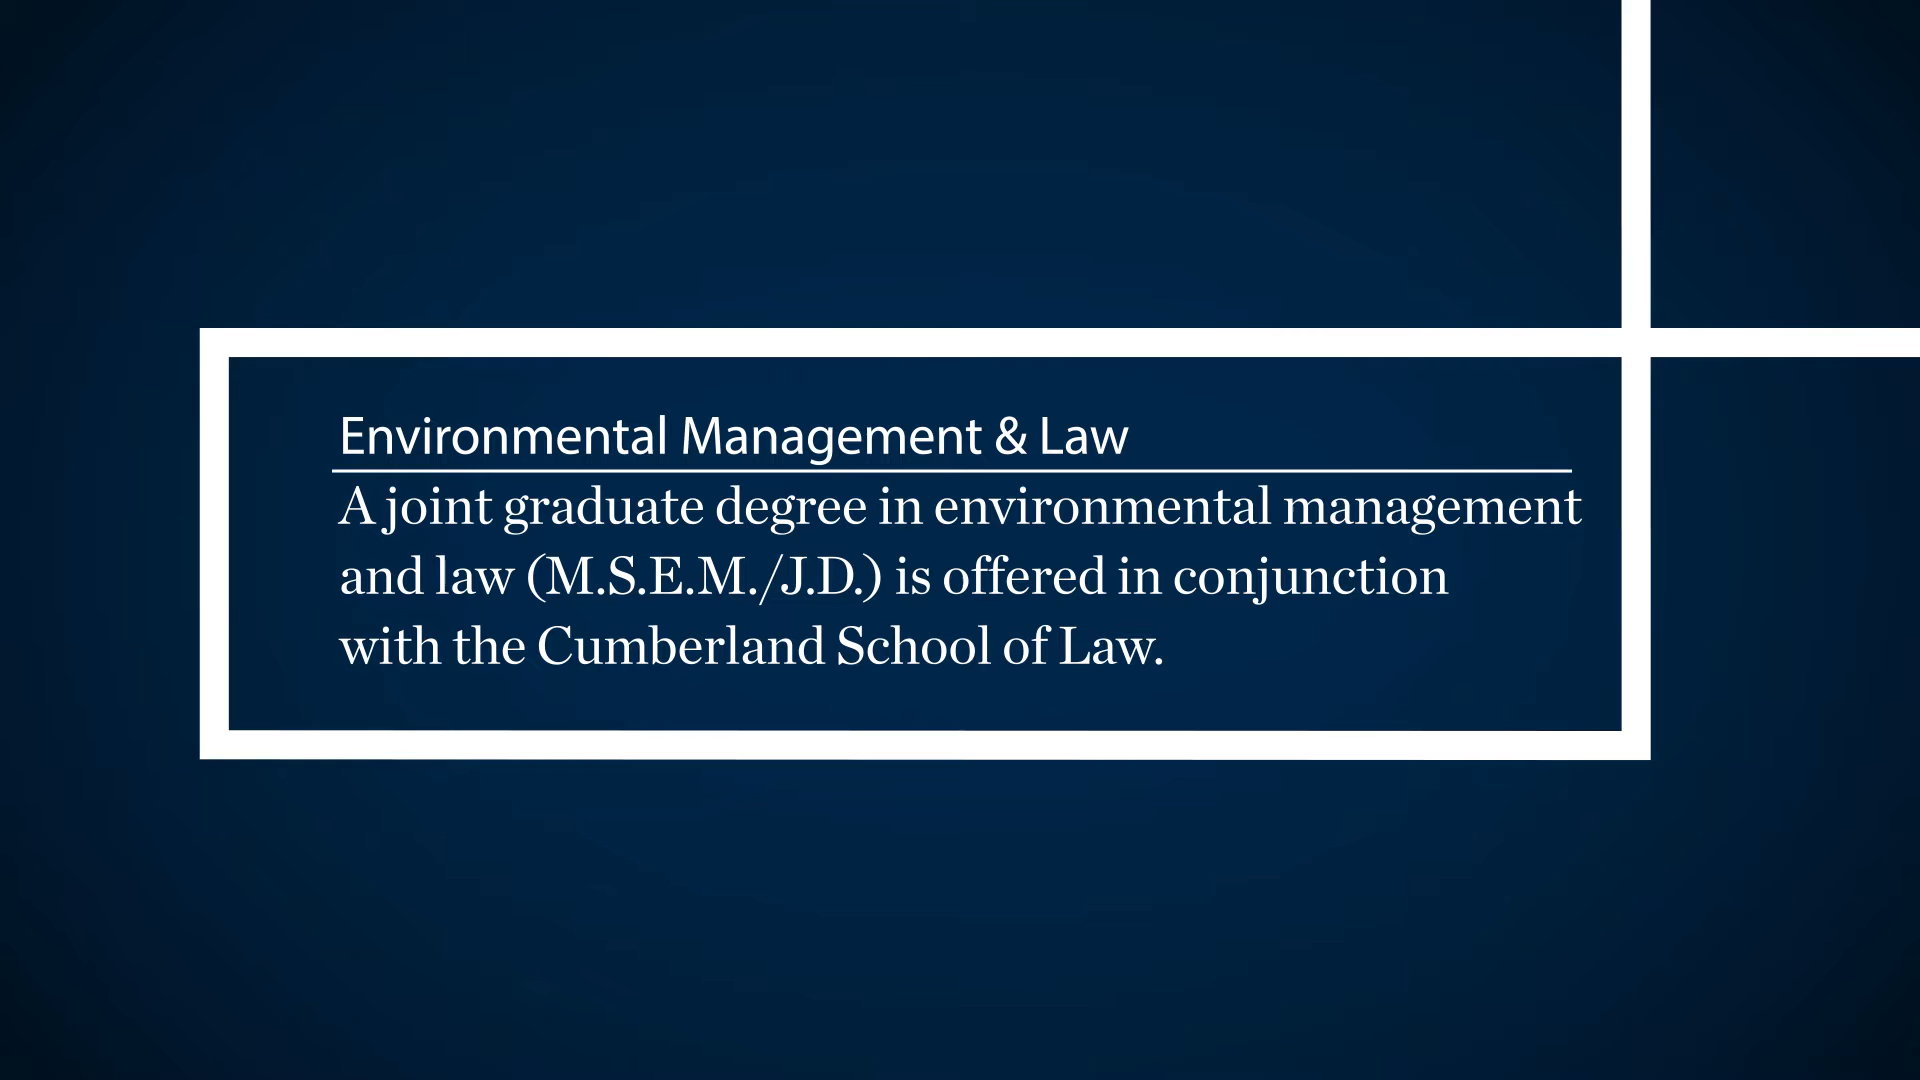 Environmental Management & Law
A joint graduate degree in environmental management
and law (M.S.E.M./J.D.) is offered in conjunction
with the Cumberland School of Law.